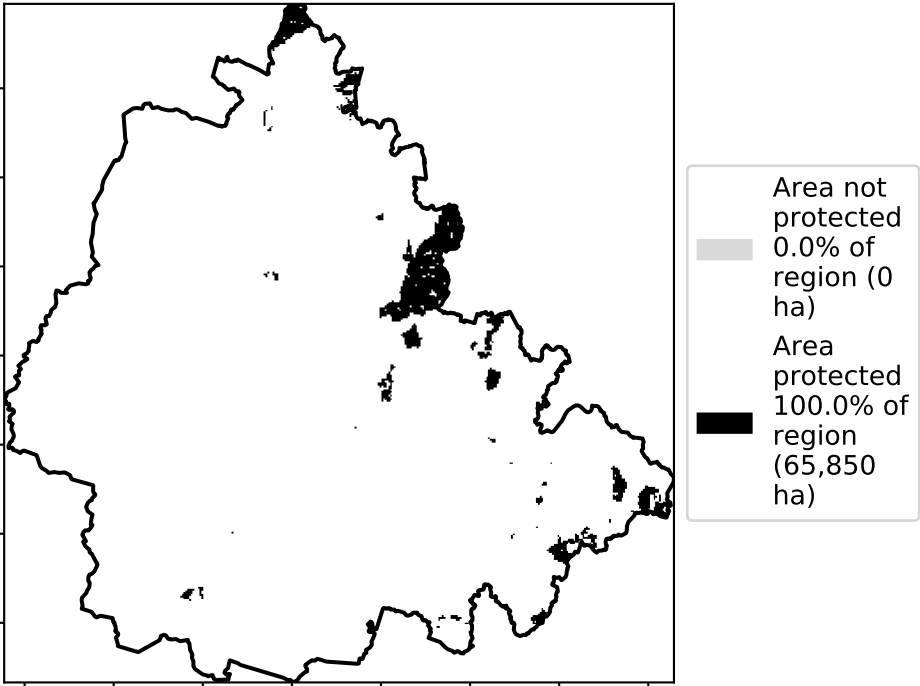 Area not
protected
0.0% of
region (0
ha)
Area
protected
100.0% of
region
(65,850
ha)